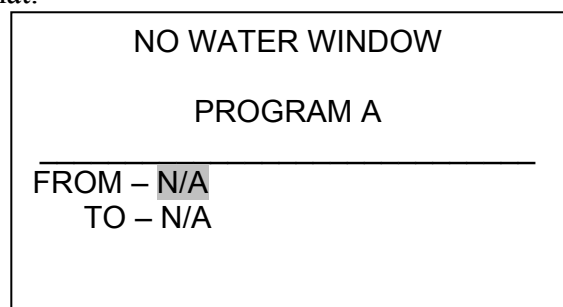 NO WATER WINDOW
PROGRAM A
FROM – N/A
TO – N/A